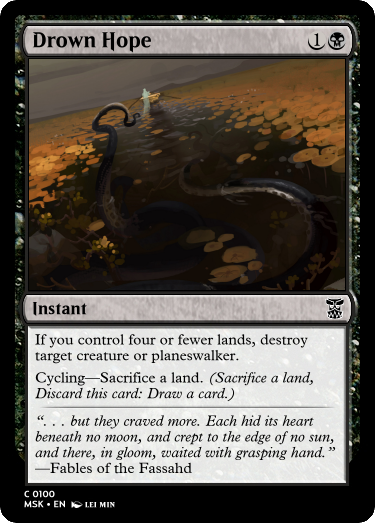 Drown Hope
1
Instant
If you control four or fewer lands, destroy
target creature or planeswalker.
Cycling—Sacrifice a land. (Sacrifice a land,
Discard this card: Draw a card.)
“. . . but they craved more. Each hid its heart
beneath no moon, and crept to the edge of no sun,
and there, in gloom, waited with grasping hand.”
—Fables of the Fassahd
C 0100
MSK • EN LEI MIN